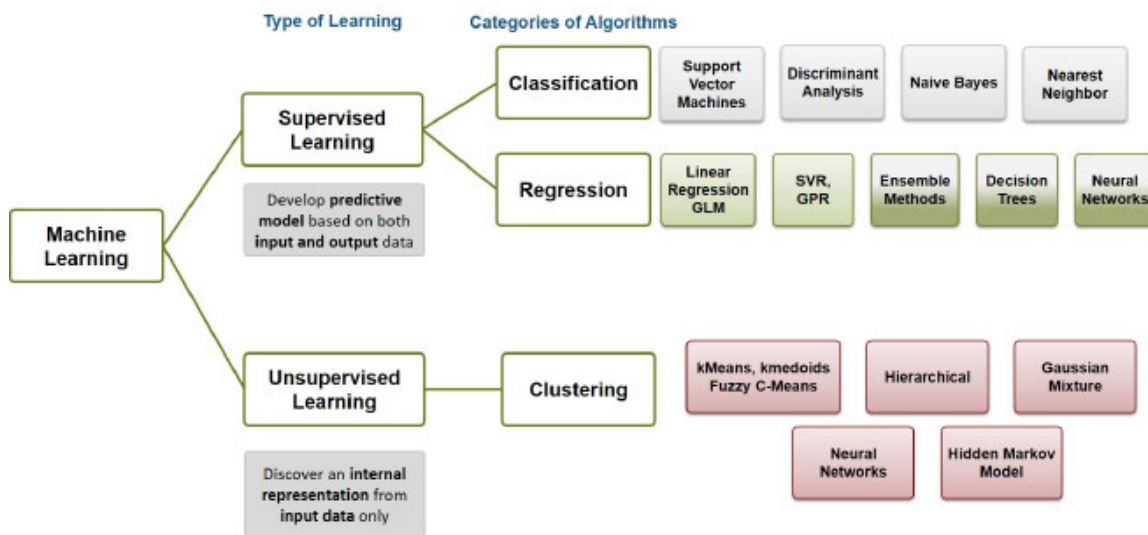 Type of Learning
Categories of Algorithms
Machine
Learning
Supervised
Learning
Develop predictive
model based on both
input and output data
Classification
Support
Vector
Machines
Discriminant
Analysis
Naive Bayes
Nearest
Neighbor
Regression
Linear
Regression
GLM
SVR,
GPR
Ensemble
Methods
Decision
Trees
Neural
Networks
Unsupervised
Learning
Discover an internal
representation from
input data only
Clustering
kMeans, kmedoids
Fuzzy C-Means
Hierarchical
Gaussian
Mixture
Neural
Networks
Hidden Markov
Model